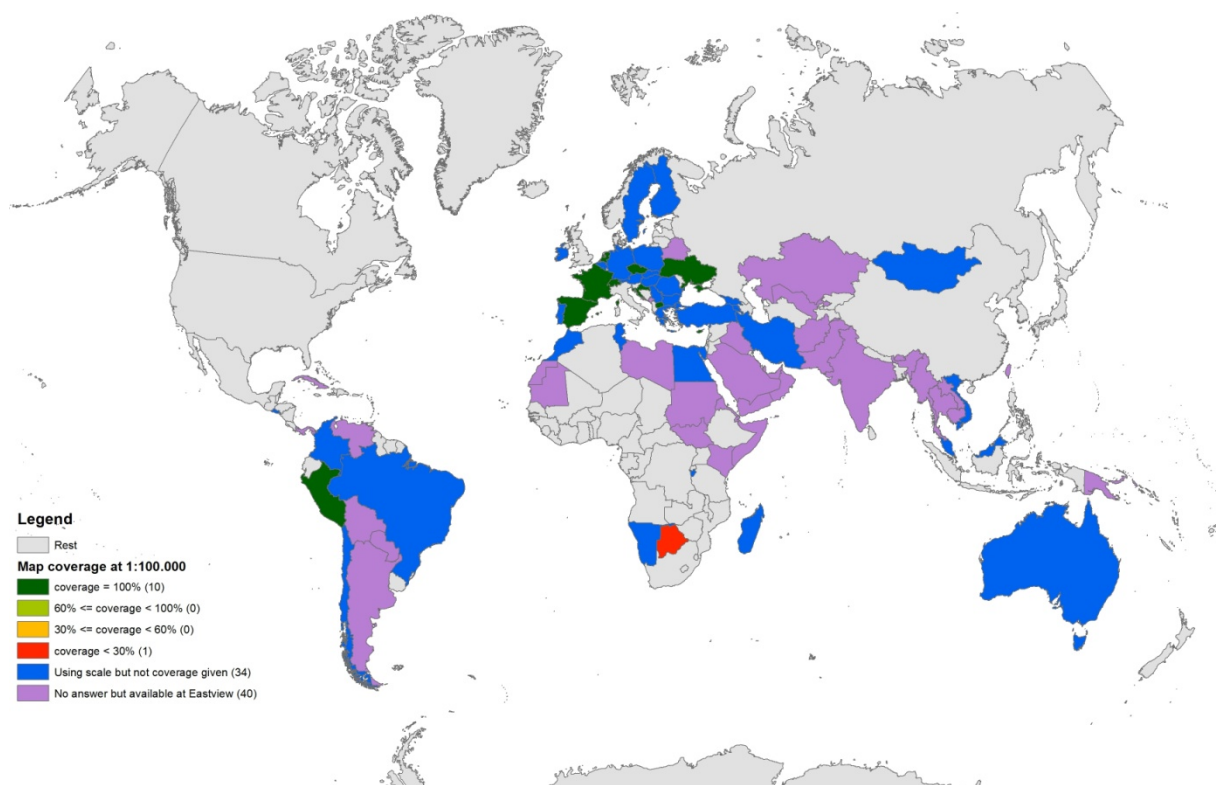 Legend
Rest
Map coverage at 1:100.000
coverage = 100% (10)
60% <= coverage < 100% (0)
30% <= coverage < 60% (0)
coverage < 30% (1)
Using scale but not coverage given (34)
No answer but available at Eastview (40)